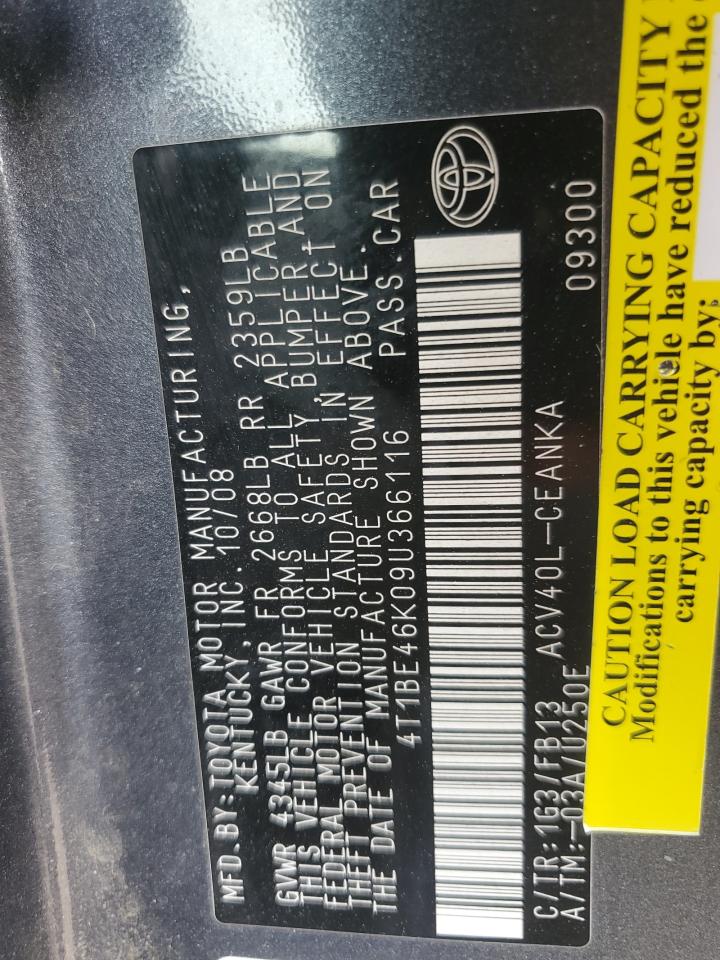 MFD.BY:TOYOTA MOTOR MANUFACTURING,
KENTUCKY, INC. 10/08
GVWR 4345LB GAWR FR 2668LB RR 2359LB
THIS VEHICLE CONFORMS TO ALL APPLICABLE
FEDERAL MOTOR VEHICLE SAFETY, BUMPER, AND
THEFT PREVENTION STANDARDS IN EFFECT ON
THE DATE OF MANUFACTURE SHOWN ABOVE.
4T1BE46K09U366116 PASS.CAR
C/TR:1G3/FB13 ACV40L-CEANKA 09300
A/TM:-03A/U250E
CAUTION LOAD CARRYING CAPACITY
Modifications to this vehicle have reduced the
carrying capacity by: